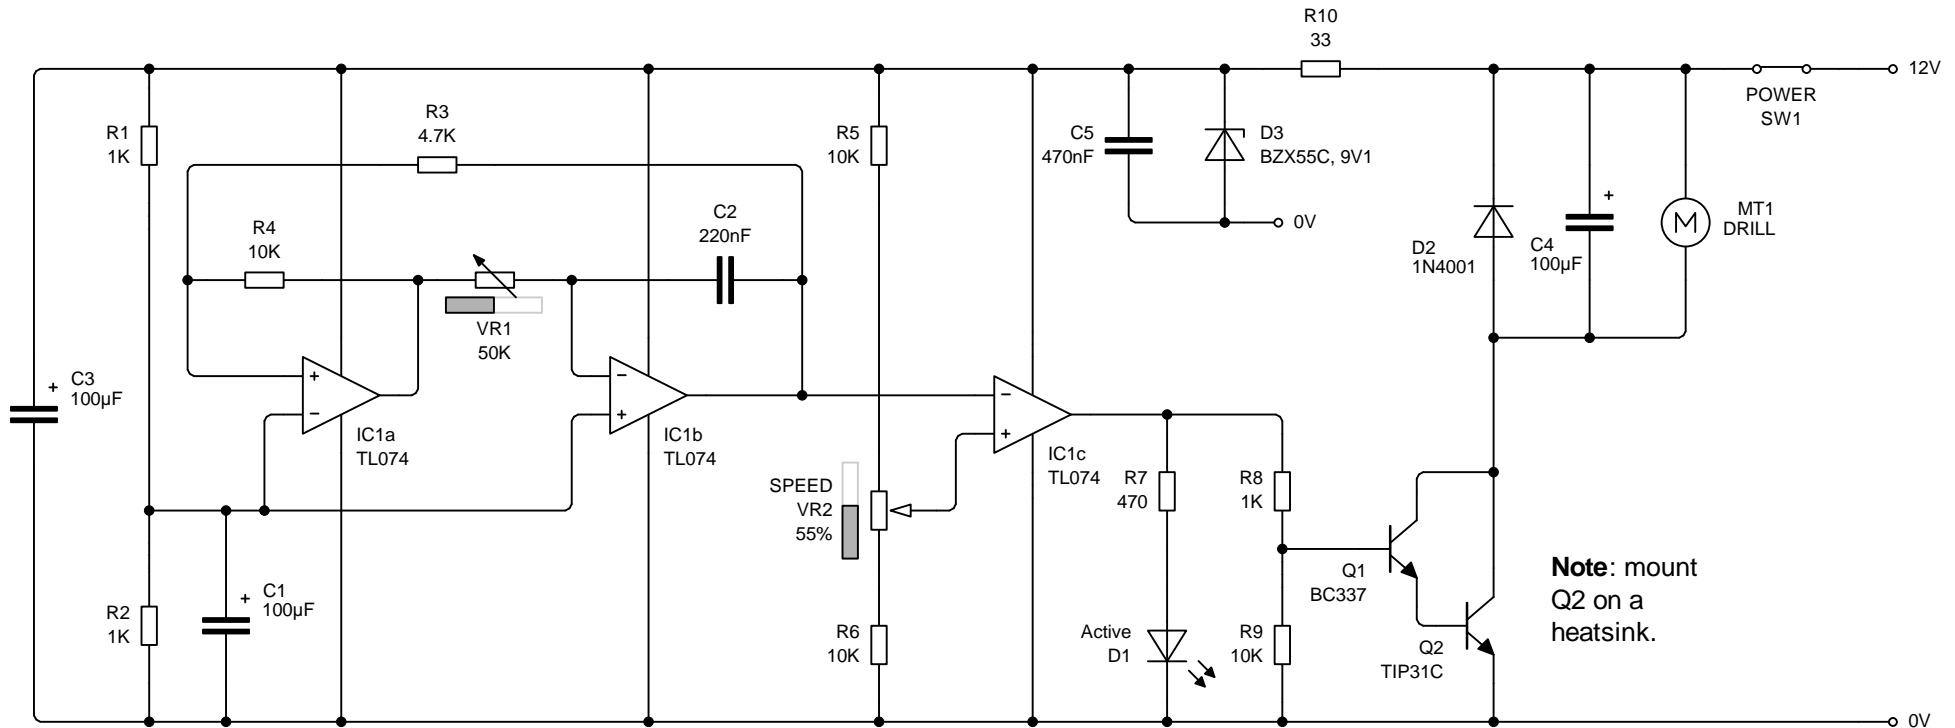 R10
33
12V
POWER
SW1
R1
1K
R3
4.7K
R5
10K
C5
470nF
D3
BZX55C, 9V1
0V
R4
10K
C2
220nF
MT1
DRILL
M
+
D2
1N4001
C4
100µF
VR1
50K
+
C3
100µF
+
−
IC1a
TL074
−
+
IC1b
TL074
−
+
IC1c
TL074
SPEED
VR2
55%
R7
470
R8
1K
Q1
BC337
Note: mount
Q2 on a
heatsink.
R2
1K
+
C1
100µF
R6
10K
Active
D1
R9
10K
Q2
TIP31C
0V